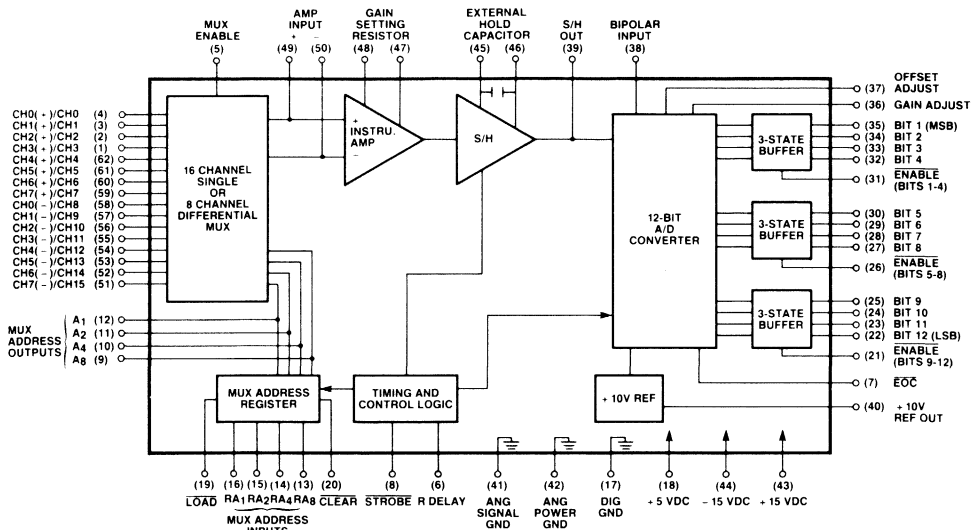 MUX
ENABLE
(5)
AMP
INPUT
+ −
(49) (50)
GAIN
SETTING
RESISTOR
(48) (47)
EXTERNAL
HOLD
CAPACITOR
(45) (46)
S/H
OUT
(39)
BIPOLAR
INPUT
(38)
OFFSET
(37) ADJUST
(36) GAIN ADJUST
CH0(+)/CH0 (4)
CH1(+)/CH1 (3)
CH2(+)/CH2 (2)
CH3(+)/CH3 (1)
CH4(+)/CH4 (62)
CH5(+)/CH5 (61)
CH6(+)/CH6 (60)
CH7(+)/CH7 (59)
CH0(−)/CH8 (58)
CH1(−)/CH9 (57)
CH2(−)/CH10 (56)
CH3(−)/CH11 (55)
CH4(−)/CH12 (54)
CH5(−)/CH13 (53)
CH6(−)/CH14 (52)
CH7(−)/CH15 (51)
16 CHANNEL
SINGLE
OR
8 CHANNEL
DIFFERENTIAL
MUX
+
INSTRU.
AMP
−
S/H
12-BIT
A/D
CONVERTER
3-STATE
BUFFER
(35) BIT 1 (MSB)
(34) BIT 2
(33) BIT 3
(32) BIT 4
(31) ENABLE
(BITS 1-4)
3-STATE
BUFFER
(30) BIT 5
(29) BIT 6
(28) BIT 7
(27) BIT 8
(26) ENABLE
(BITS 5-8)
3-STATE
BUFFER
(25) BIT 9
(24) BIT 10
(23) BIT 11
(22) BIT 12 (LSB)
(21) ENABLE
(BITS 9-12)
(7) EOC
(40) + 10V
REF OUT
MUX
ADDRESS
OUTPUTS
A1 (12)
A2 (11)
A4 (10)
A8 (9)
MUX ADDRESS
REGISTER
TIMING AND
CONTROL LOGIC
+ 10V REF
(19)
LOAD
(16) (15) (14) (13)
RA1 RA2 RA4 RA8
MUX ADDRESS
INPUTS
(20)
CLEAR
(8)
STROBE
(6)
R DELAY
(41)
ANG
SIGNAL
GND
(42)
ANG
POWER
GND
(17)
DIG
GND
(18)
+ 5 VDC
(44)
− 15 VDC
(43)
+ 15 VDC